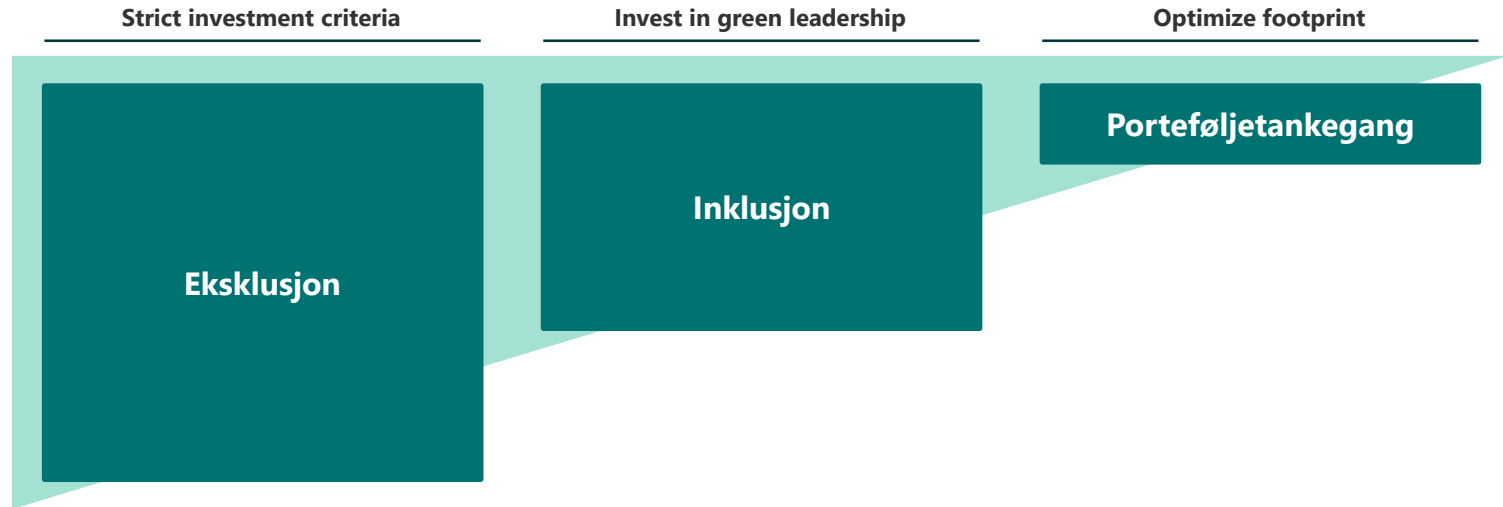 Strict investment criteria
Invest in green leadership
Optimize footprint
Eksklusjon
Inklusjon
Porteføljetankegang